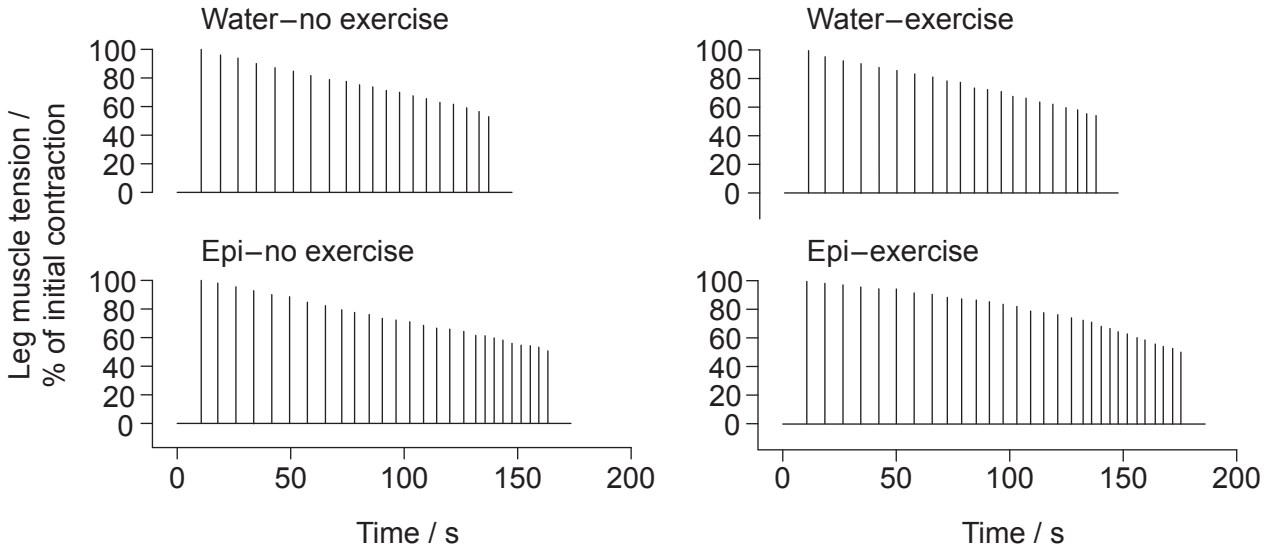 Water–no exercise
100
80
60
40
20
0
Water–exercise
100
80
60
40
20
0
Leg muscle tension /
% of initial contraction
Epi–no exercise
100
80
60
40
20
0
0 50 100 150 200
Time / s
Epi–exercise
100
80
60
40
20
0
0 50 100 150 200
Time / s